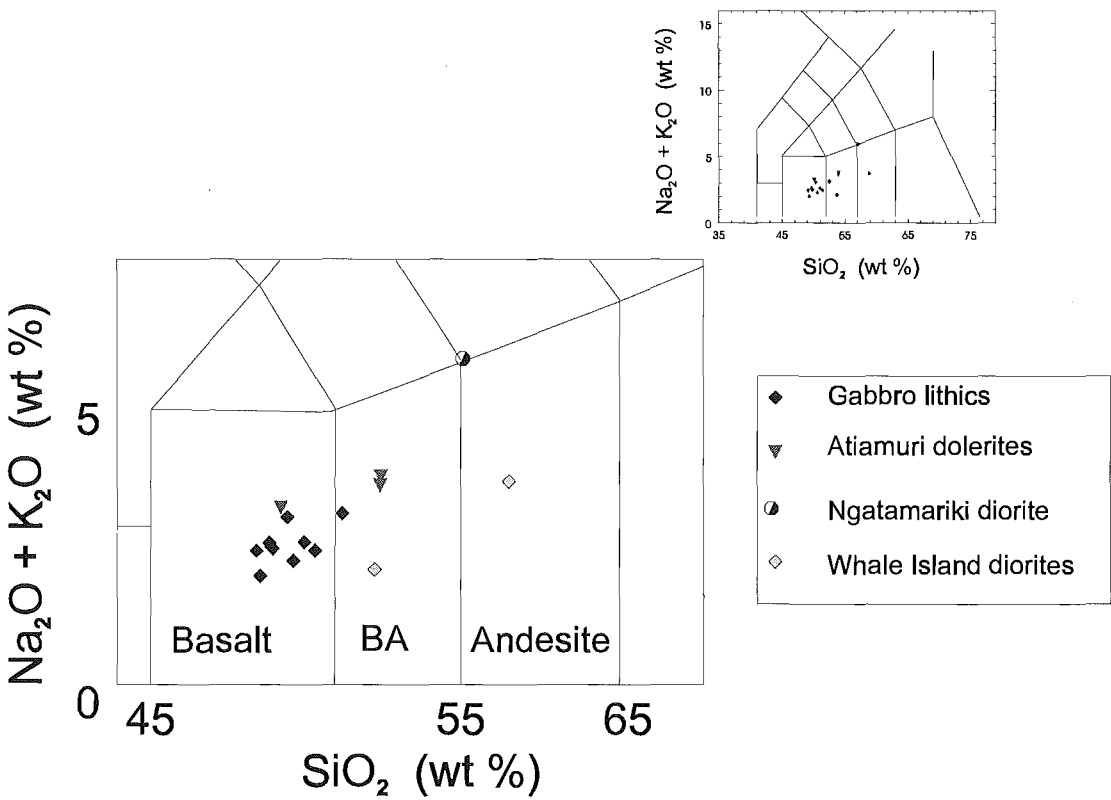 15
10
5
0
Na₂O + K₂O (wt %)
35 45 55 65 75
SiO₂ (wt %)
Na₂O + K₂O (wt %)
5
0
Basalt BA Andesite
45 55 65
SiO₂ (wt %)
Gabbro lithics
Atiamuri dolerites
Ngatamariki diorite
Whale Island diorites